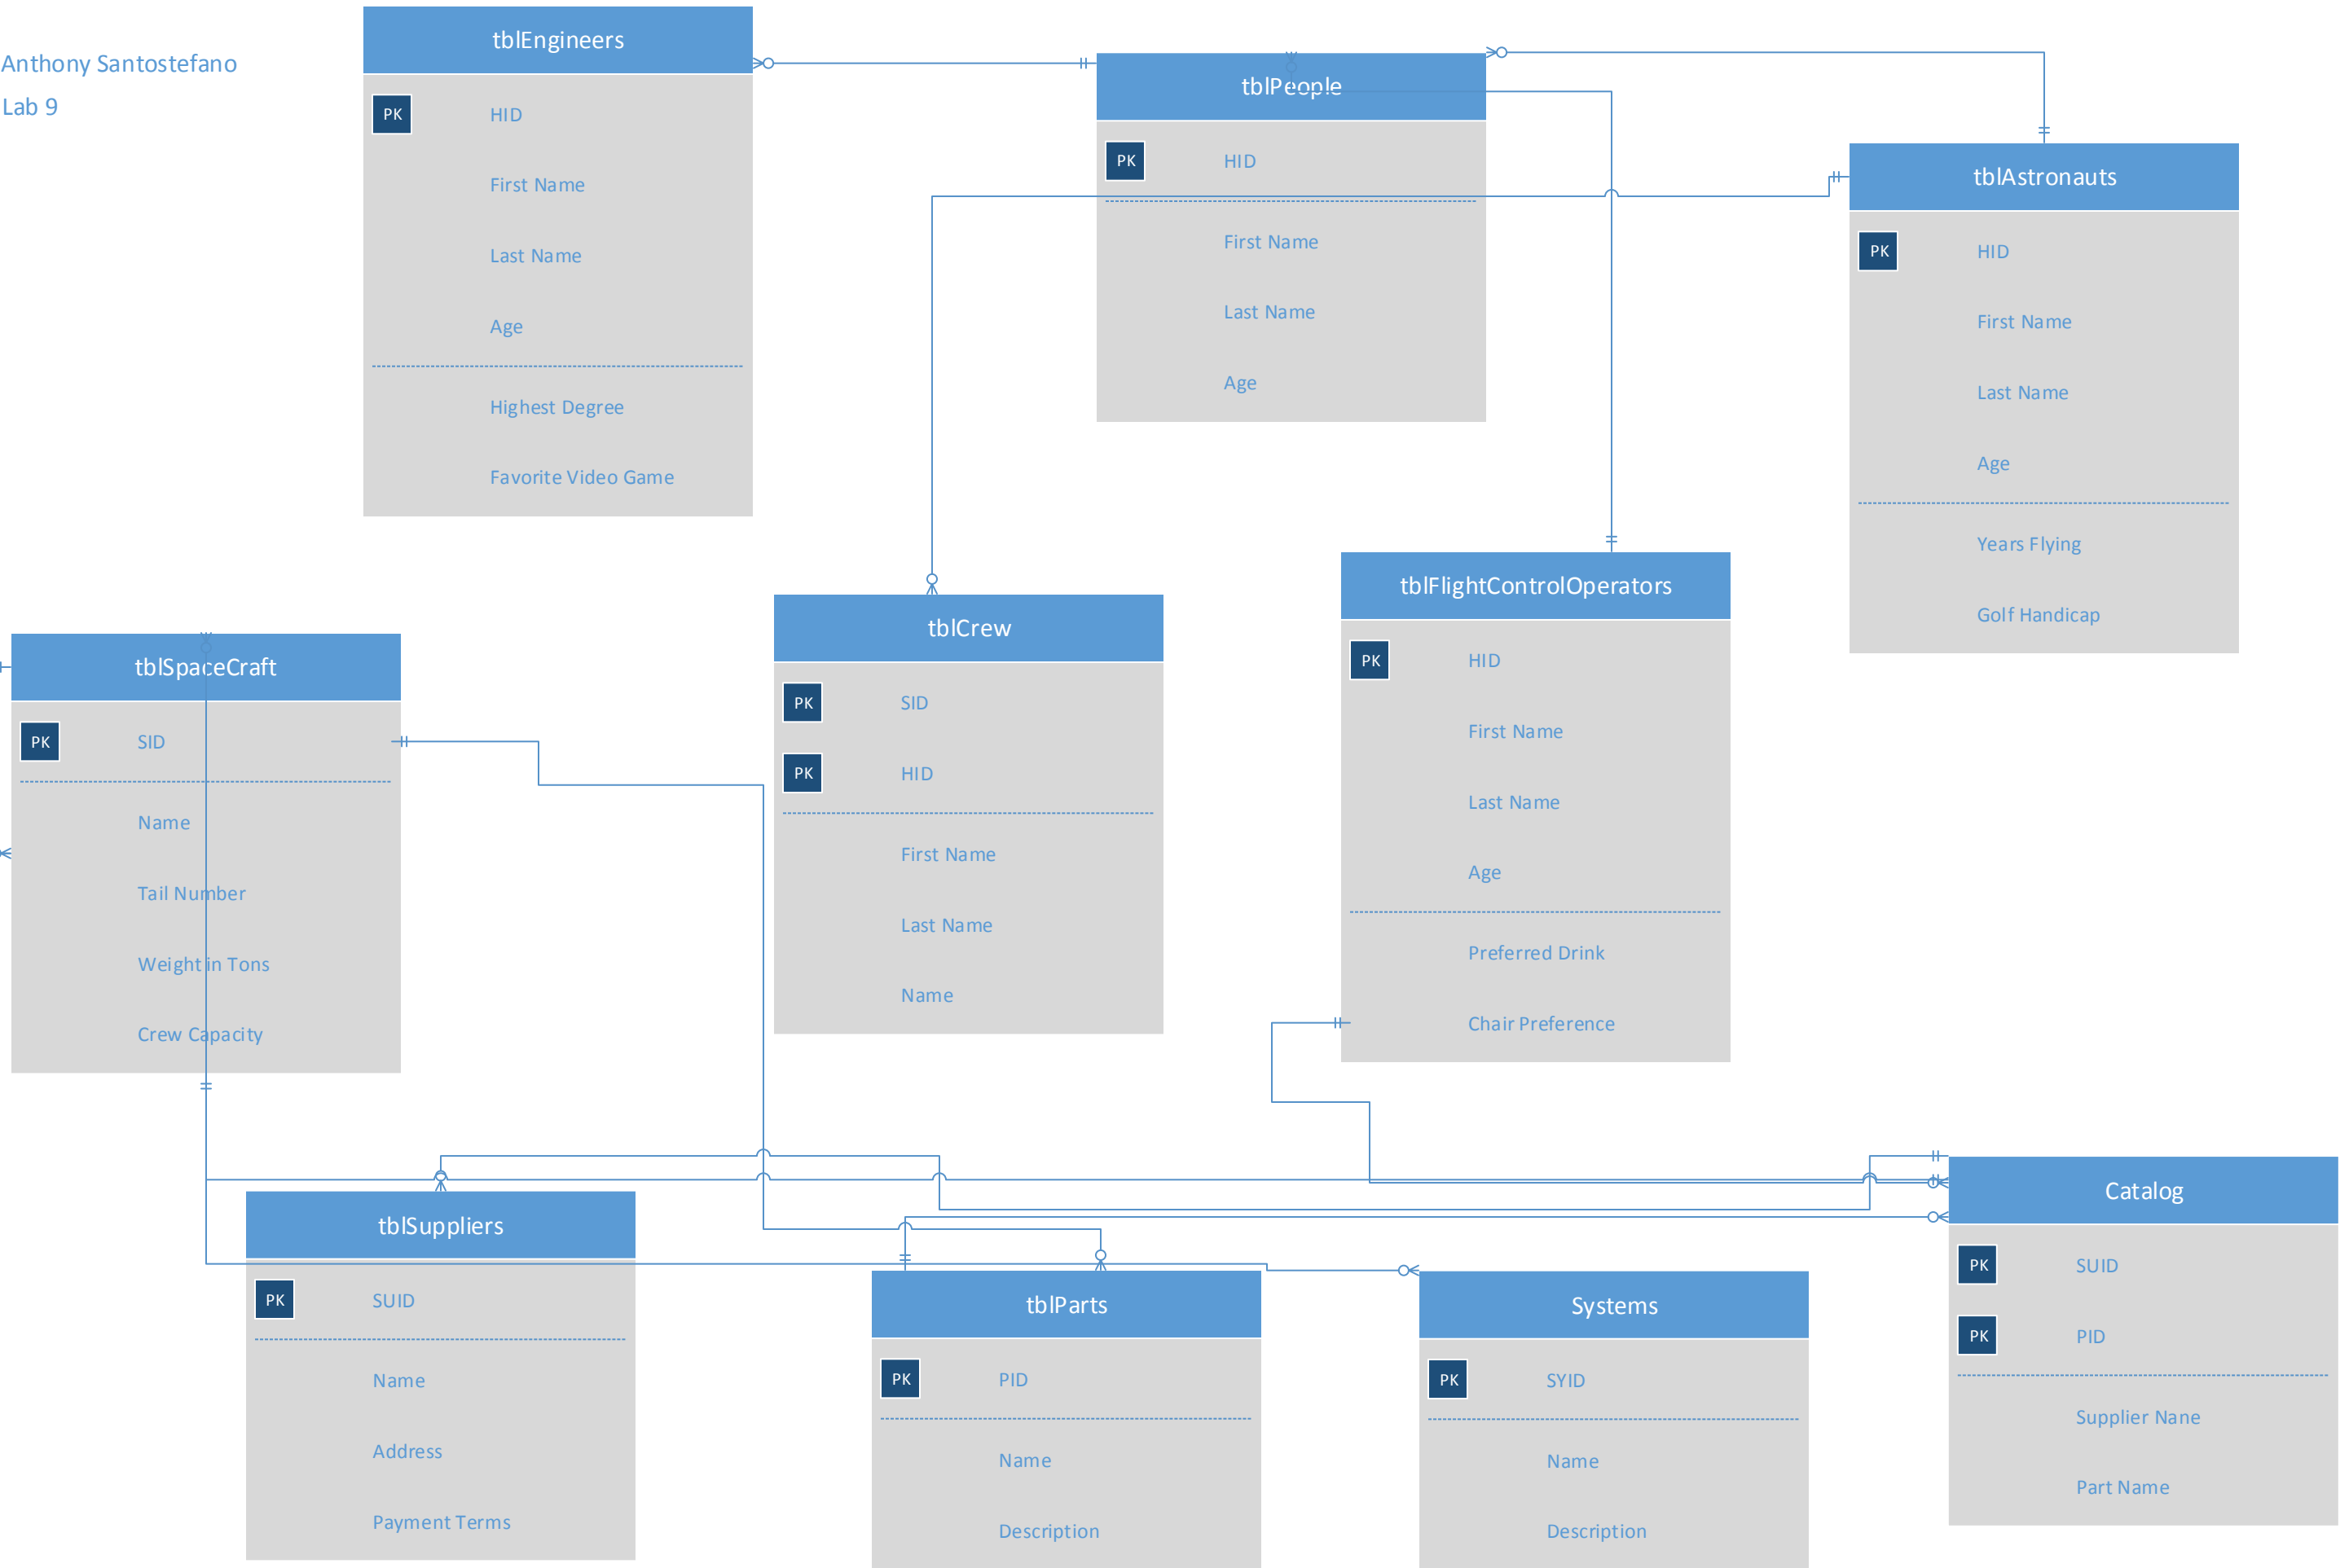 Anthony Santostefano
Lab 9
tblEngineers
PK HID
First Name
Last Name
Age
Highest Degree
Favorite Video Game
tblPeople
PK HID
First Name
Last Name
Age
tblAstronauts
PK HID
First Name
Last Name
Age
Years Flying
Golf Handicap
tblSpaceCraft
PK SID
Name
Tail Number
Weight in Tons
Crew Capacity
tblCrew
PK SID
PK HID
First Name
Last Name
Name
tblFlightControlOperators
PK HID
First Name
Last Name
Age
Preferred Drink
Chair Preference
tblSuppliers
PK SUID
Name
Address
Payment Terms
tblParts
PK PID
Name
Description
Systems
PK SYID
Name
Description
Catalog
PK SUID
PK PID
Supplier Nane
Part Name